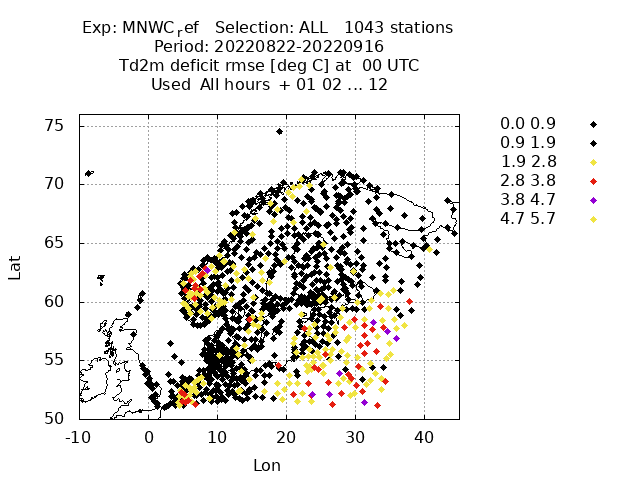 Exp: MNWC_ref   Selection: ALL   1043 stations
Period: 20220822-20220916
Td2m deficit rmse [deg C] at  00 UTC
Used  All hours  + 01 02 ... 12
0.0 0.9
0.9 1.9
1.9 2.8
2.8 3.8
3.8 4.7
4.7 5.7
75
70
65
60
55
50
Lat
-10 0 10 20 30 40
Lon